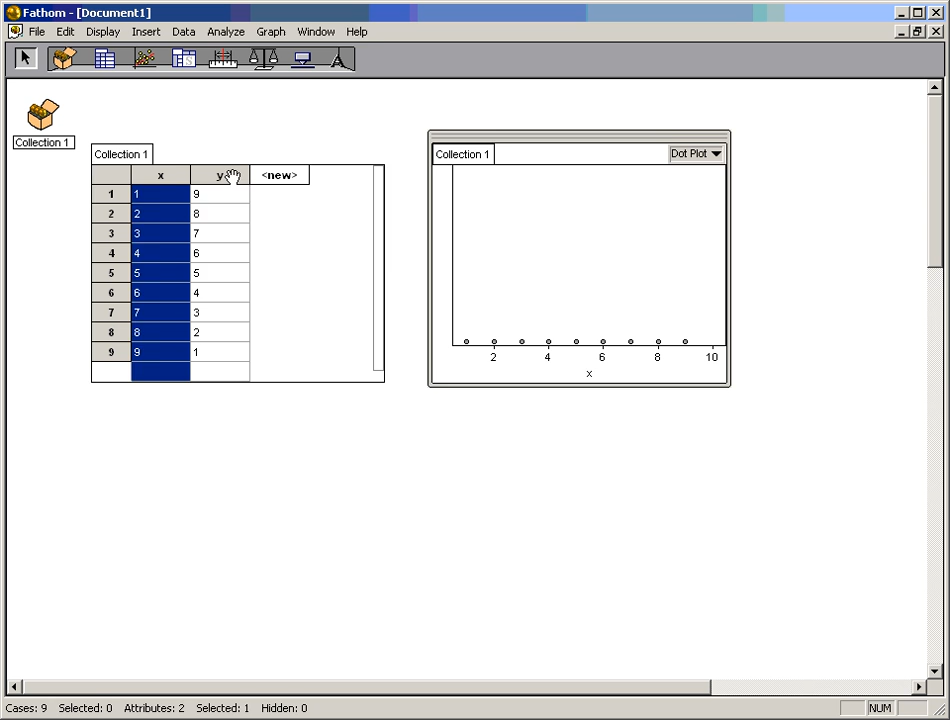 Fathom - [Document1]
File Edit Display Insert Data Analyze Graph Window Help
Collection 1
Collection 1
x y <new>
1 1 9
2 2 8
3 3 7
4 4 6
5 5 5
6 6 4
7 7 3
8 8 2
9 9 1
Collection 1 Dot Plot
2 4 6 8 10
x
Cases: 9 Selected: 0 Attributes: 2 Selected: 1 Hidden: 0 NUM